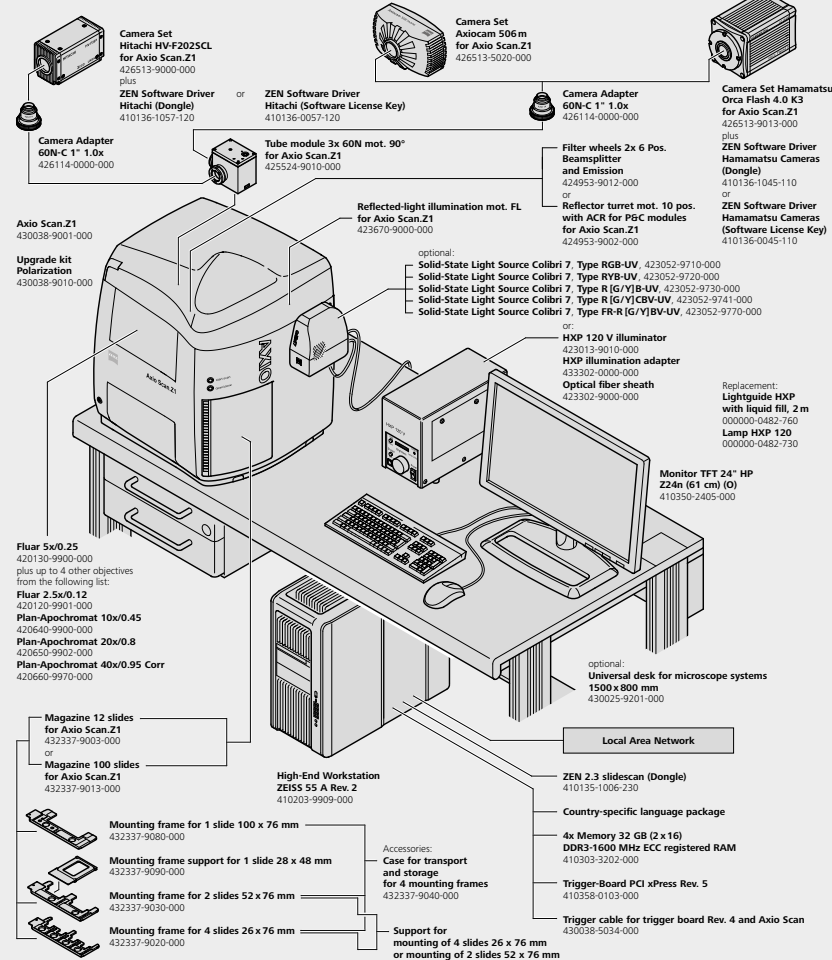 Camera Set
Hitachi HV-F202SCL
for Axio Scan.Z1
426513-9000-000
plus
ZEN Software Driver
Hitachi (Dongle)
410136-1057-120
or
ZEN Software Driver
Hitachi (Software License Key)
410136-0057-120
Camera Adapter
60N-C 1" 1.0x
426114-0000-000
Tube module 3x 60N mot. 90°
for Axio Scan.Z1
425524-9010-000
Camera Set
Axiocam 506 m
for Axio Scan.Z1
426513-5020-000
Camera Adapter
60N-C 1" 1.0x
426114-0000-000
Camera Set Hamamatsu
Orca Flash 4.0 K3
for Axio Scan.Z1
426513-9013-000
plus
ZEN Software Driver
Hamamatsu Cameras
(Dongle)
410136-1045-110
or
ZEN Software Driver
Hamamatsu Cameras
(Software License Key)
410136-0045-110
Filter wheels 2x 6 Pos.
Beamsplitter
and Emission
424953-9012-000
or
Reflector turret mot. 10 pos.
with ACR for P&C modules
for Axio Scan.Z1
424953-9002-000
Reflected-light illumination mot. FL
for Axio Scan.Z1
423670-9000-000
Axio Scan.Z1
430038-9001-000
Upgrade kit
Polarization
430038-9010-000
optional:
Solid-State Light Source Colibri 7, Type RGB-UV, 423052-9710-000
Solid-State Light Source Colibri 7, Type RYB-UV, 423052-9720-000
Solid-State Light Source Colibri 7, Type R[G/Y]B-UV, 423052-9730-000
Solid-State Light Source Colibri 7, Type R[G/Y]CBV-UV, 423052-9741-000
Solid-State Light Source Colibri 7, Type FR-R[G/Y]BV-UV, 423052-9770-000
or:
HXP 120 V illuminator
423013-9010-000
HXP illumination adapter
433302-0000-000
Optical fiber sheath
423302-9000-000
Replacement:
Lightguide HXP
with liquid fill, 2 m
000000-0482-760
Lamp HXP 120
000000-0482-730
AXIO
Axio Scan.Z1
HXP 120 V
Monitor TFT 24" HP
Z24n (61 cm) (O)
410350-2405-000
Fluar 5x/0.25
420130-9900-000
plus up to 4 other objectives
from the following list:
Fluar 2.5x/0.12
420120-9901-000
Plan-Apochromat 10x/0.45
420640-9900-000
Plan-Apochromat 20x/0.8
420650-9902-000
Plan-Apochromat 40x/0.95 Corr
420660-9970-000
optional:
Universal desk for microscope systems
1500 x 800 mm
430025-9201-000
Magazine 12 slides
for Axio Scan.Z1
432337-9003-000
or
Magazine 100 slides
for Axio Scan.Z1
432337-9013-000
High-End Workstation
ZEISS 55 A Rev. 2
410203-9909-000
Local Area Network
ZEN 2.3 slidescan (Dongle)
410135-1006-230
Country-specific language package
4x Memory 32 GB (2 x 16)
DDR3-1600 MHz ECC registered RAM
410303-3202-000
Trigger-Board PCI xPress Rev. 5
410358-0103-000
Trigger cable for trigger board Rev. 4 and Axio Scan
430038-5034-000
Mounting frame for 1 slide 100 x 76 mm
432337-9080-000
Mounting frame support for 1 slide 28 x 48 mm
432337-9090-000
Mounting frame for 2 slides 52 x 76 mm
432337-9030-000
Mounting frame for 4 slides 26 x 76 mm
432337-9020-000
Accessories:
Case for transport
and storage
for 4 mounting frames
432337-9040-000
Support for
mounting of 4 slides 26 x 76 mm
or mounting of 2 slides 52 x 76 mm